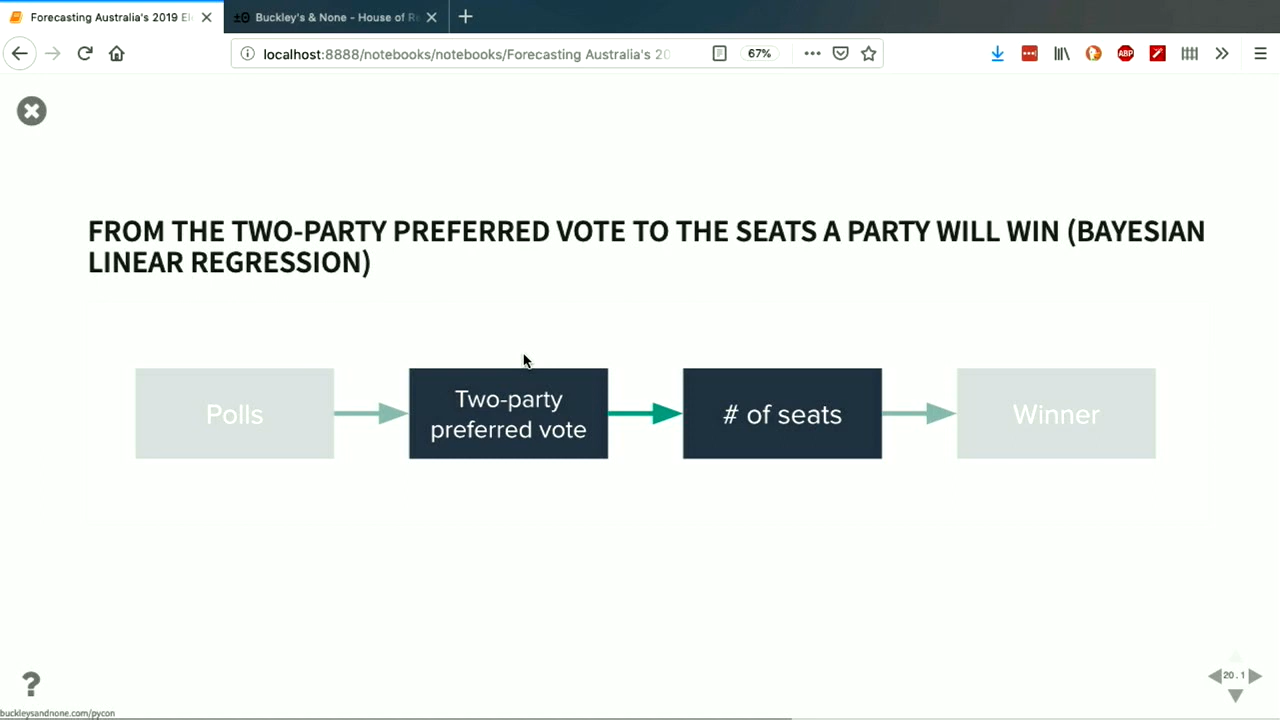 Forecasting Australia's 2019 El
Buckley's & None - House of Re
localhost:8888/notebooks/notebooks/Forecasting Australia's 20
67%
ABP
FROM THE TWO-PARTY PREFERRED VOTE TO THE SEATS A PARTY WILL WIN (BAYESIAN
LINEAR REGRESSION)
Polls
Two-party
preferred vote
# of seats
Winner
?
20.1
buckleysandnone.com/pycon